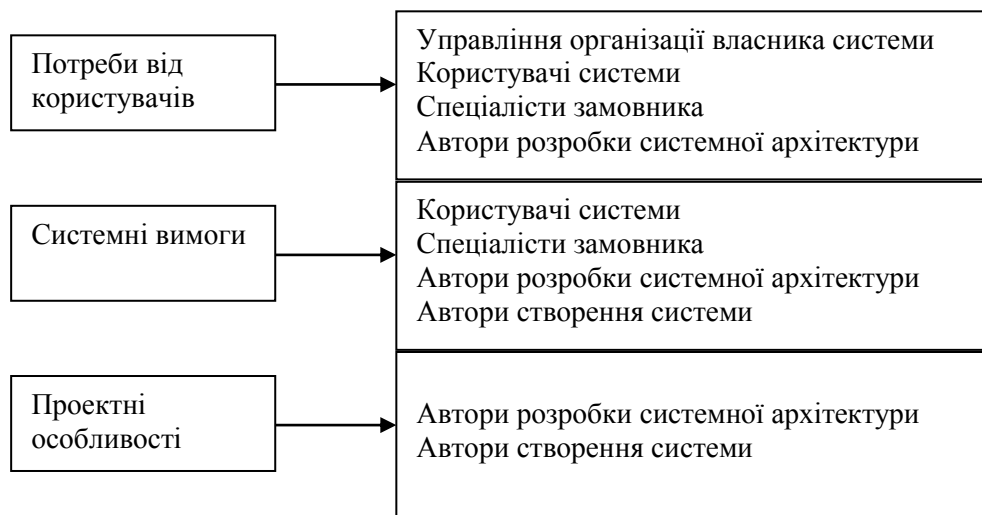 Потреби від
користувачів
Управління організації власника системи
Користувачі системи
Спеціалісти замовника
Автори розробки системної архітектури
Системні вимоги
Користувачі системи
Спеціалісти замовника
Автори розробки системної архітектури
Автори створення системи
Проектні
особливості
Автори розробки системної архітектури
Автори створення системи